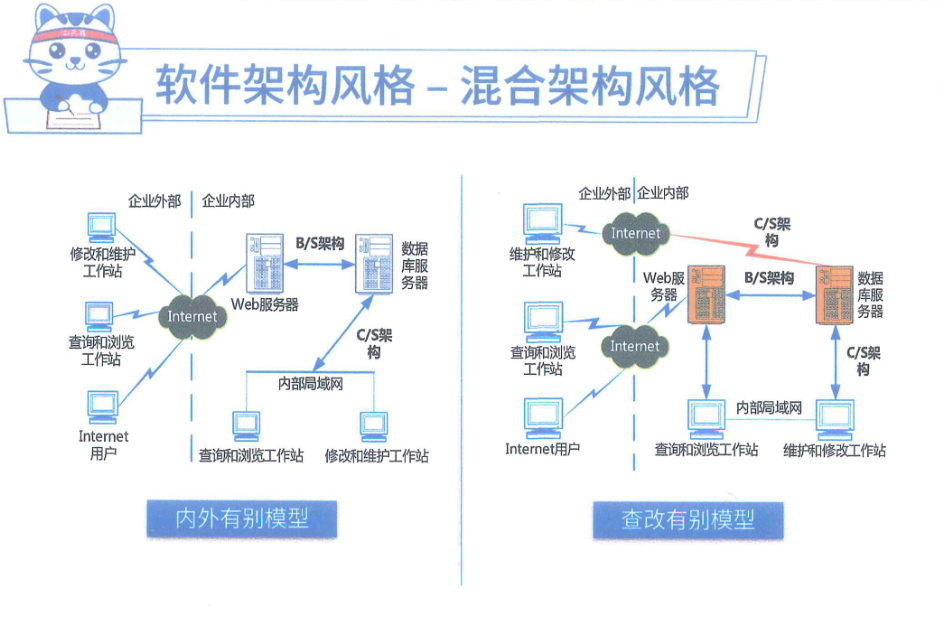 软件架构风格 – 混合架构风格
企业外部
企业内部
修改和维护
工作站
查询和浏览
工作站
Internet
用户
Internet
Web服务器
B/S架构
数据
库服
务器
C/S架
构
内部局域网
查询和浏览工作站
修改和维护工作站
内外有别模型
企业外部
企业内部
维护和修改
工作站
Internet
C/S架
构
Web服
务器
B/S架构
数据
库服
务器
查询和浏览
工作站
Internet
C/S架
构
Internet用户
内部局域网
查询和浏览工作站
维护和修改工作站
查改有别模型